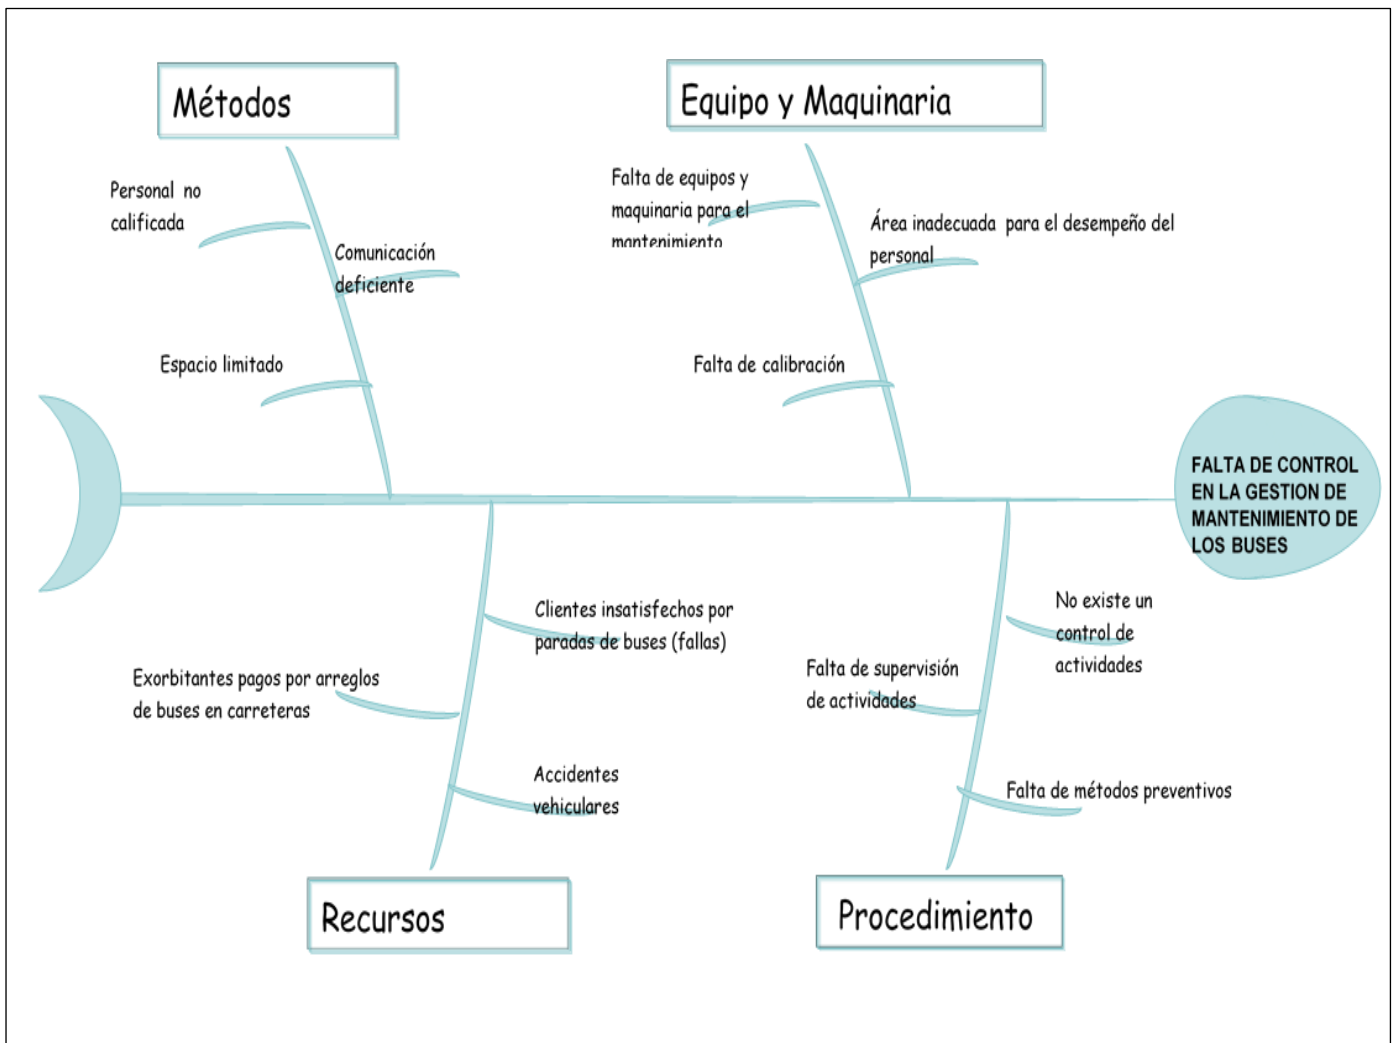 Métodos
Equipo y Maquinaria
Personal no
calificada
Comunicación
deficiente
Espacio limitado
Falta de equipos y
maquinaria para el
mantenimiento
Área inadecuada para el desempeño del
personal
Falta de calibración
FALTA DE CONTROL
EN LA GESTION DE
MANTENIMIENTO DE
LOS BUSES
Clientes insatisfechos por
paradas de buses (fallas)
Exorbitantes pagos por arreglos
de buses en carreteras
Accidentes
vehiculares
No existe un
control de
actividades
Falta de supervisión
de actividades
Falta de métodos preventivos
Recursos
Procedimiento